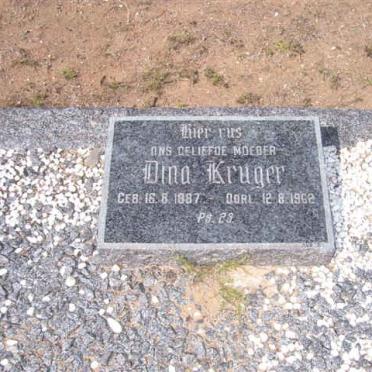 Hier rus
ONS GELIEFDE MOEDER
Dina Kruger
GEB. 16.8.1887 - OORL. 12.8.1962
Ps. 23